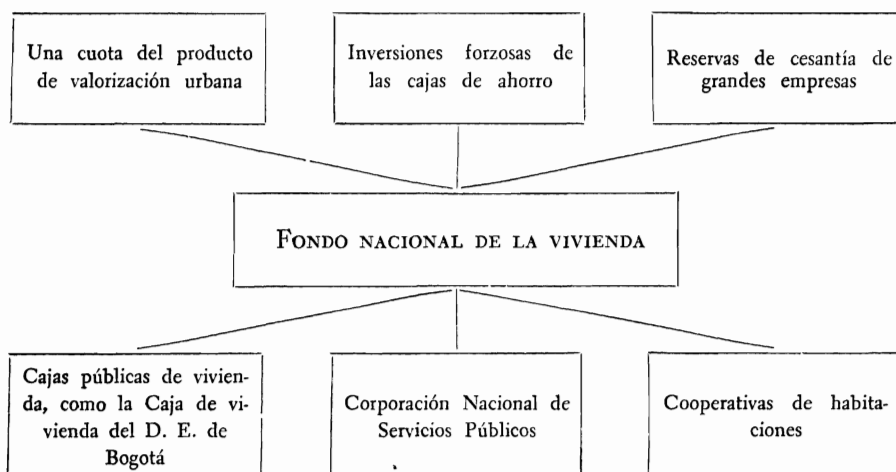 Una cuota del producto
de valorización urbana
Inversiones forzosas de
las cajas de ahorro
Reservas de cesantía de
grandes empresas
FONDO NACIONAL DE LA VIVIENDA
Cajas públicas de vivien-
da, como la Caja de vi-
vienda del D. E. de
Bogotá
Corporación Nacional de
Servicios Públicos
Cooperativas de habita-
ciones